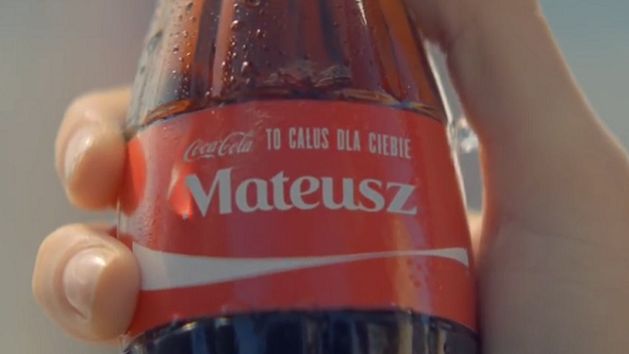 Coca-Cola TO CAŁUS DLA CIEBIE
Mateusz